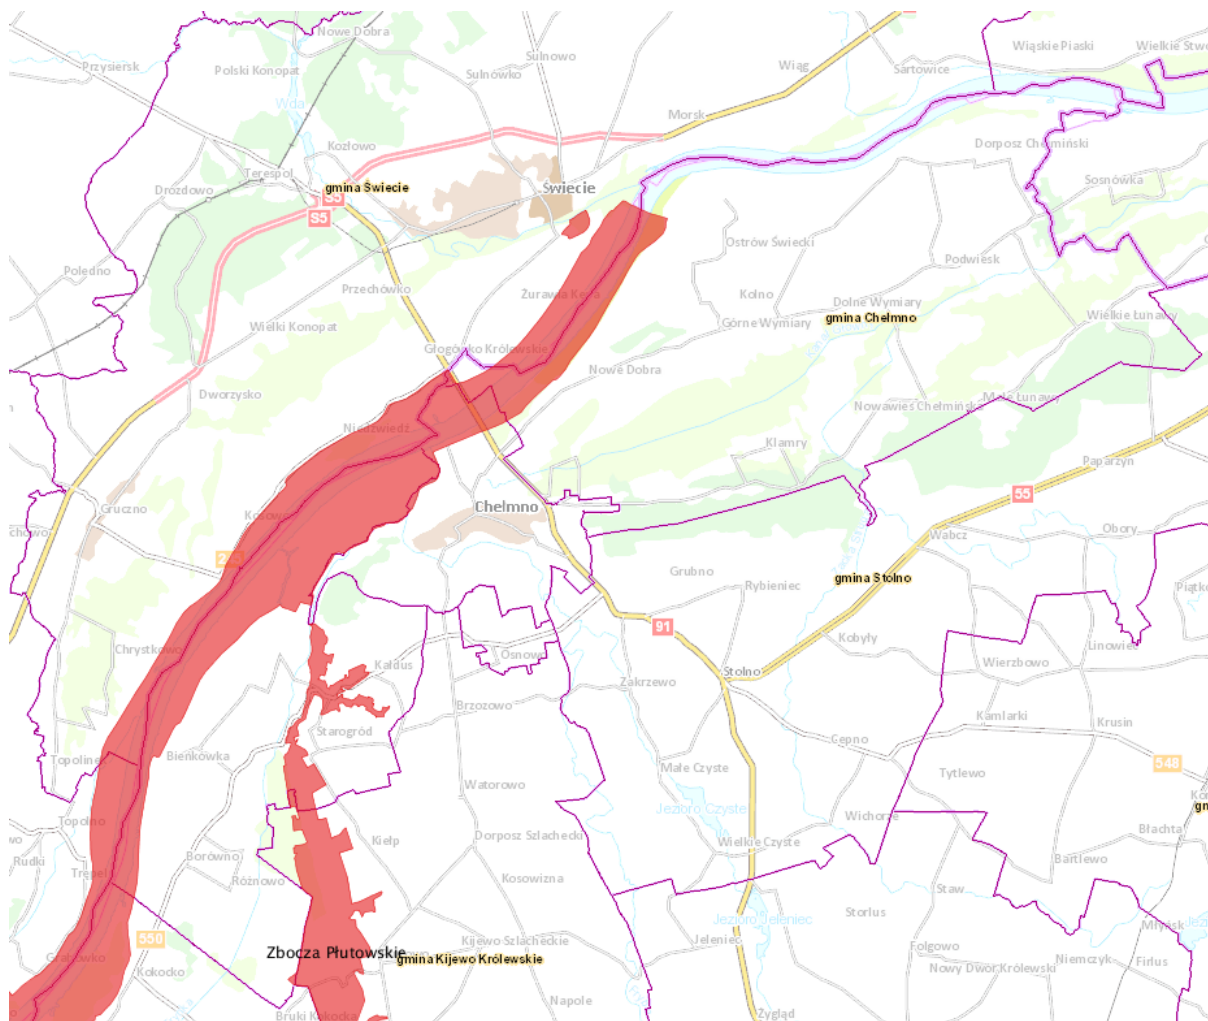 Nowe Dobra
Wiąskie Piaski
Wielkie Stwo
Sulnowo
Przysiersk
Polski Konopat
Sulnówko
Wiąg
Sartowice
Wda
Morsk
Kozłowo
Dorposz Chełmiński
Terespol
Drozdowo
gmina Świecie
Świecie
Sosnówka
S5
S5
Ostrów Świecki
Podwiesk
Poledno
Przechówko
Żurawia Kępa
Kolno
Dolne Wymiary
Wielkie Łunawy
Wielki Konopat
Górne Wymiary
gmina Chełmno
Głogówko Królewskie
Nowe Dobra
Dworzysko
Małe Łunawy
Nowawieś Chełmińska
Niedźwiedź
Klamry
Paparzyn
55
Gruczno
Chełmno
Kosowo
chowo
Wabcz
Obory
Grubno
Rybieniec
gmina Stolno
Piątko
91
Kobyły
Linowiec
Chrystkowo
Osnowo
Kałdus
Wierzbowo
Zakrzewo
Stolno
Brzozowo
Kamlarki
Krusin
Starogród
Cepno
Bieńkówka
Topolinek
Małe Czyste
548
Tytlewo
Watorowo
Jezioro Czyste
Wichorze
Topolno
Kiełp
Dorposz Szlachecki
Błachta
Wielkie Czyste
Rudki
Borówno
Bartlewo
Trępel
Różnowo
Kosowizna
Staw
Storlus
Jezioro Jeleniec
Młyńsk
550
Kijewo Szlacheckie
Jeleniec
Folgowo
Zbocza Płutowskie
gmina Kijewo Królewskie
Grabówko
Kokocko
Nowy Dwór Królewski
Niemczyk
Firlus
Napole
Bruki Kokocka
Zygląd